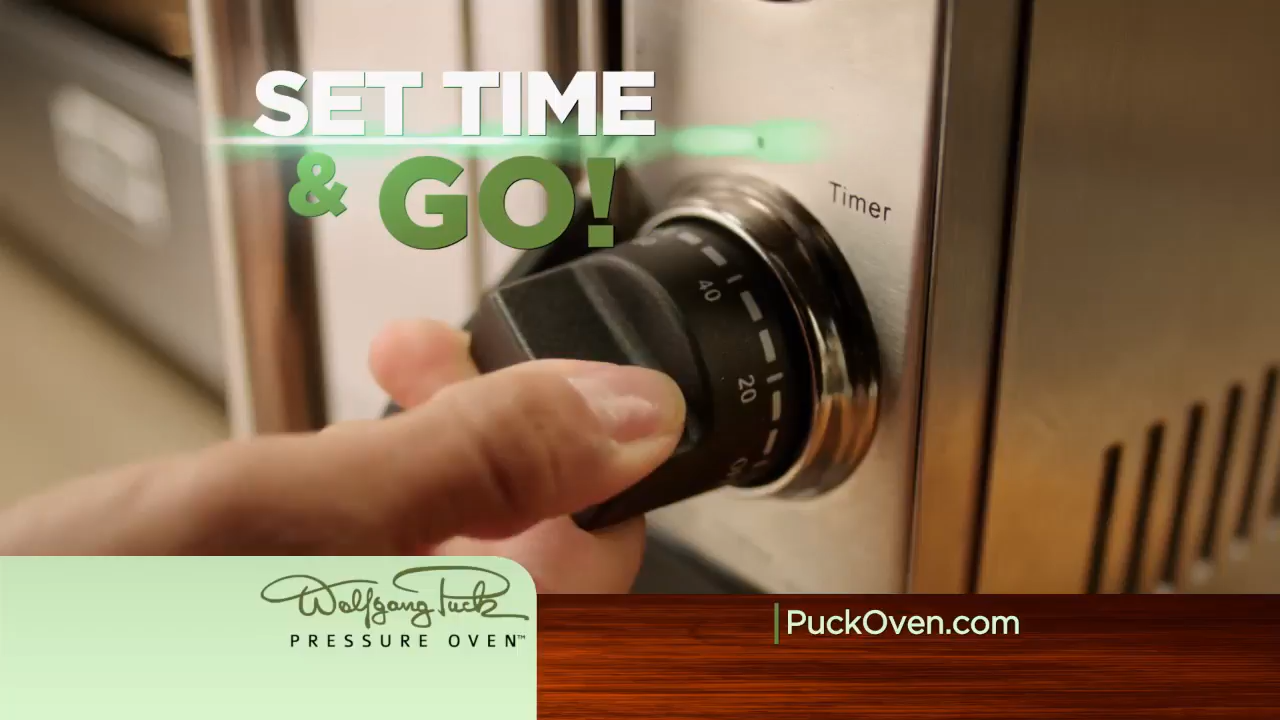 SET TIME
& GO!
Timer
40
20
Wolfgang Puck
PRESSURE OVEN™
PuckOven.com